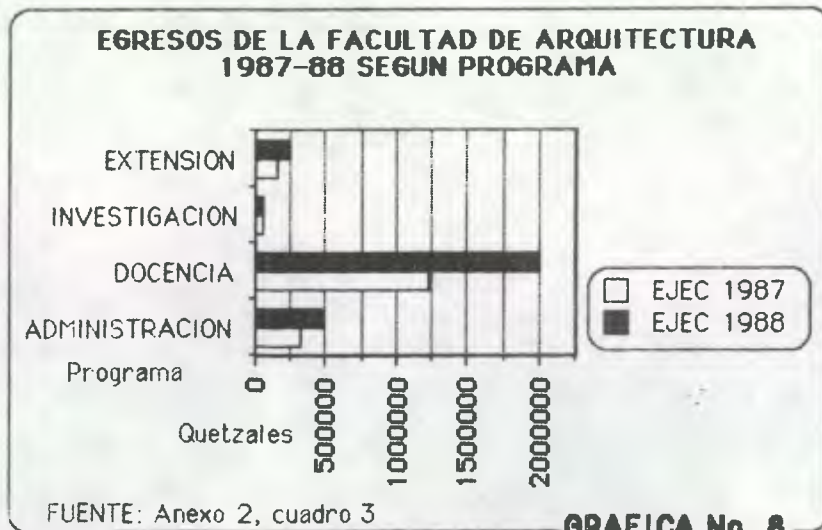 EGRESOS DE LA FACULTAD DE ARQUITECTURA
1987-88 SEGUN PROGRAMA
EXTENSION
INVESTIGACION
DOCENCIA
ADMINISTRACION
Programa
EJEC 1987
EJEC 1988
0
500000
1000000
1500000
2000000
Quetzales
FUENTE: Anexo 2, cuadro 3
GRAFICA No. 8